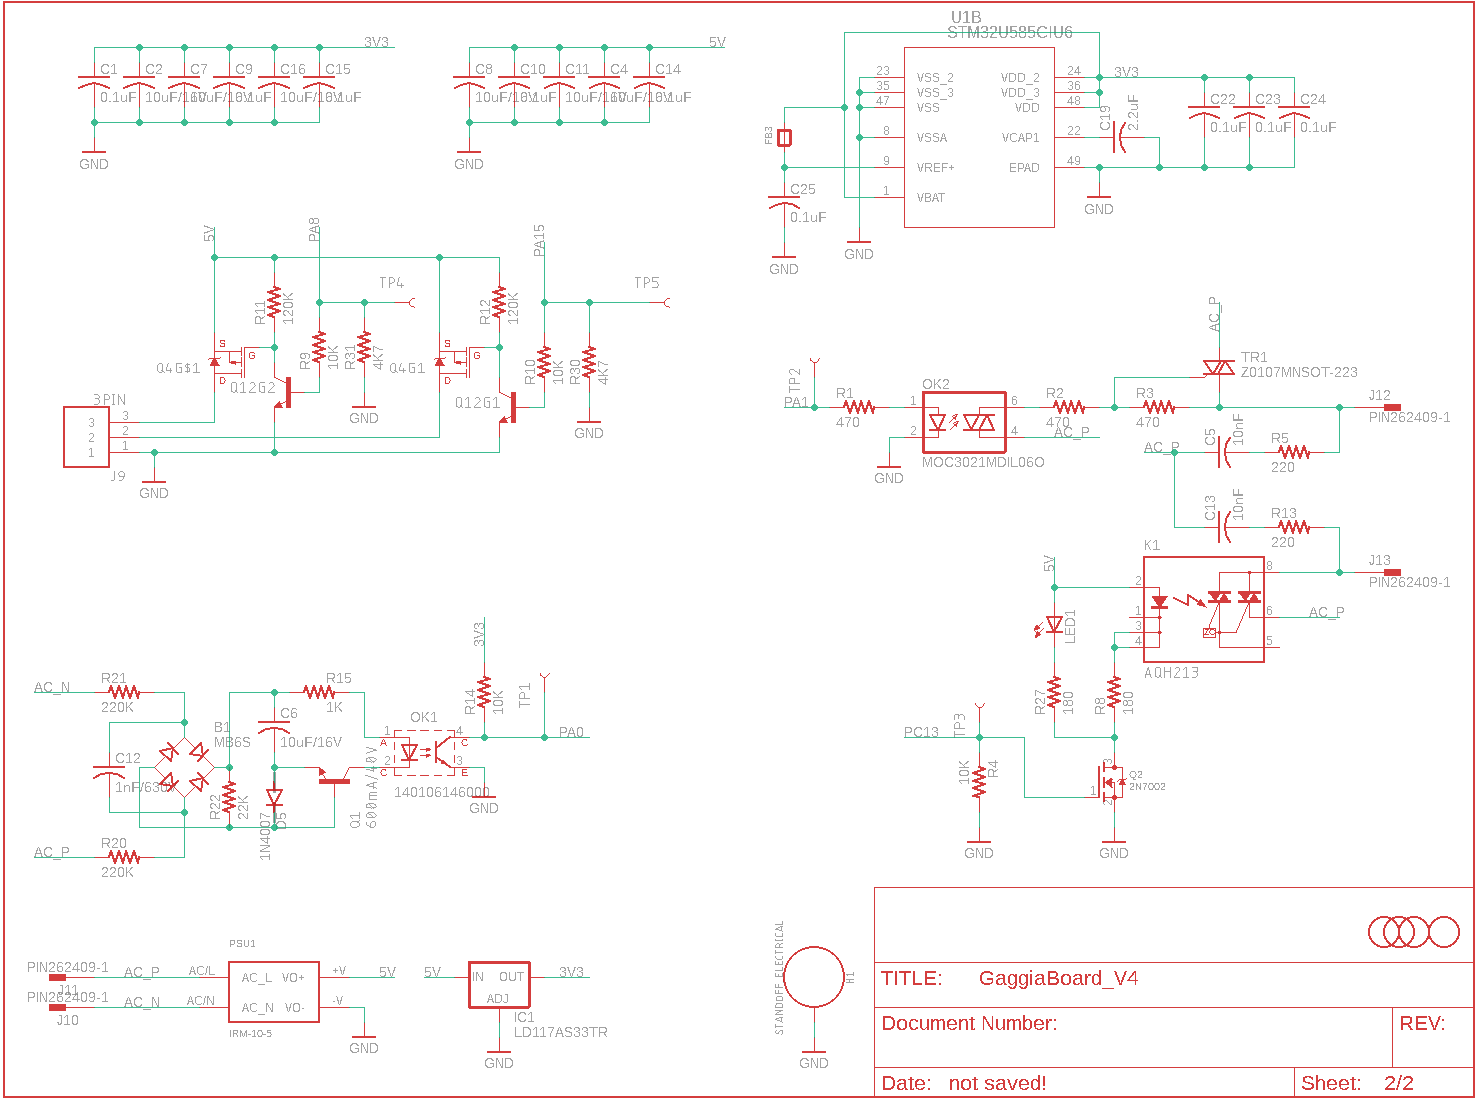 3V3
C1
C2
C7
C9
C16
C15
0.1uF
10uF/16V
0.1uF
10uF/16V
0.1uF
GND
5V
C8
C10
C11
C4
C14
10uF/16V
0.1uF
10uF/16V
0.1uF
GND
U1B
STM32U585CIU6
23
VSS_2
35
VSS_3
47
VSS
8
VSSA
9
VREF+
1
VBAT
VDD_2
24
VDD_3
36
VDD
48
VCAP1
22
EPAD
49
3V3
C19
2.2uF
C22
0.1uF
C23
0.1uF
C24
0.1uF
GND
FB3
C25
0.1uF
GND
GND
5V
PA8
R11
120K
R9
10K
R31
4K7
TP4
GND
Q4G$1
S
G
D
Q12G2
PA15
R12
120K
R10
10K
R30
4K7
TP5
GND
Q4G1
S
G
D
Q12G1
3PIN
3
3
2
2
1
1
J9
GND
AC_P
TR1
Z0107MNSOT-223
TP2
PA1
R1
470
OK2
1
2
6
4
MOC3021MDIL06O
GND
R2
470
AC_P
R3
470
J12
PIN262409-1
AC_P
C5
10nF
R5
220
C13
10nF
R13
220
J13
PIN262409-1
K1
2
1
3
4
8
6
5
ZC
AQH213
AC_P
5V
LED1
R27
180
R8
180
PC13
TP3
10K
R4
GND
Q2
2N7002
1
3
2
GND
AC_N
R21
220K
C12
1nF/630V
B1
MB6S
R20
220K
AC_P
R22
22K
C6
10uF/16V
1N4007
D5
R15
1K
Q1
600mA/40V
OK1
1
A
2
C
4
C
3
E
140106146000
GND
3V3
R14
10K
TP1
PA0
PIN262409-1
J11
PIN262409-1
J10
AC_P
AC/L
AC_N
AC/N
PSU1
AC_L
VO+
AC_N
VO-
IRM-10-5
+V
5V
-V
GND
5V
IN
OUT
ADJ
3V3
IC1
LD117AS33TR
GND
STANDOFF_ELECTRICAL
H1
GND
TITLE: GaggiaBoard_V4
Document Number:
REV:
Date: not saved!
Sheet: 2/2